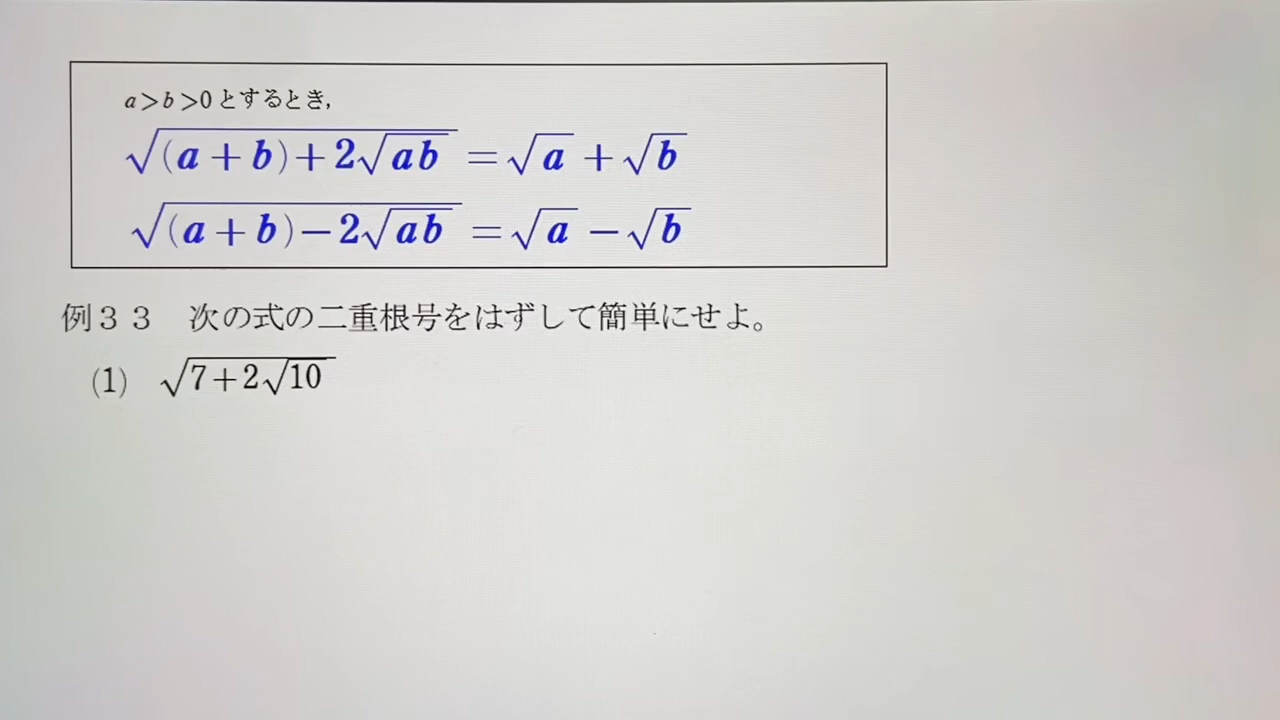 a＞b＞0とするとき,
√((a＋b)＋2√(ab))＝√a＋√b
√((a＋b)－2√(ab))＝√a－√b
例３３　次の式の二重根号をはずして簡単にせよ。
(1)　√(7＋2√10)